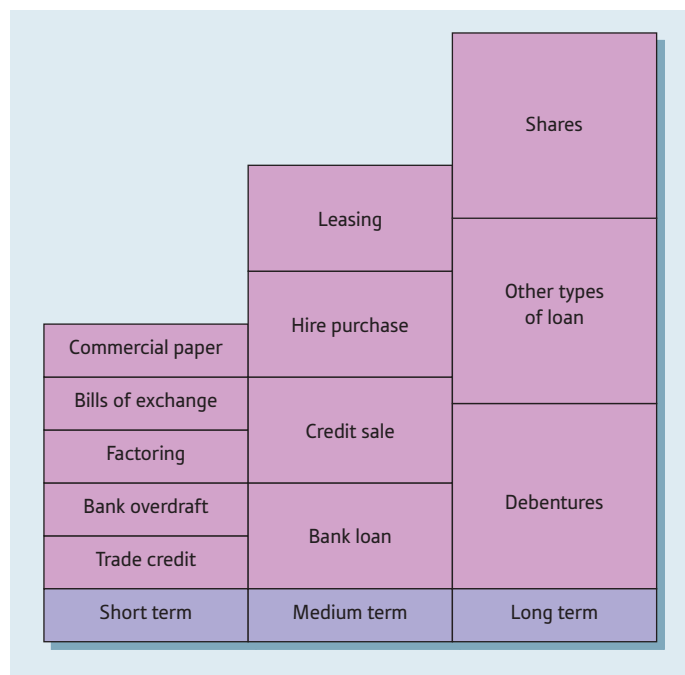 Shares
Leasing
Other types
of loan
Hire purchase
Commercial paper
Bills of exchange
Credit sale
Factoring
Debentures
Bank overdraft
Bank loan
Trade credit
Short term
Medium term
Long term